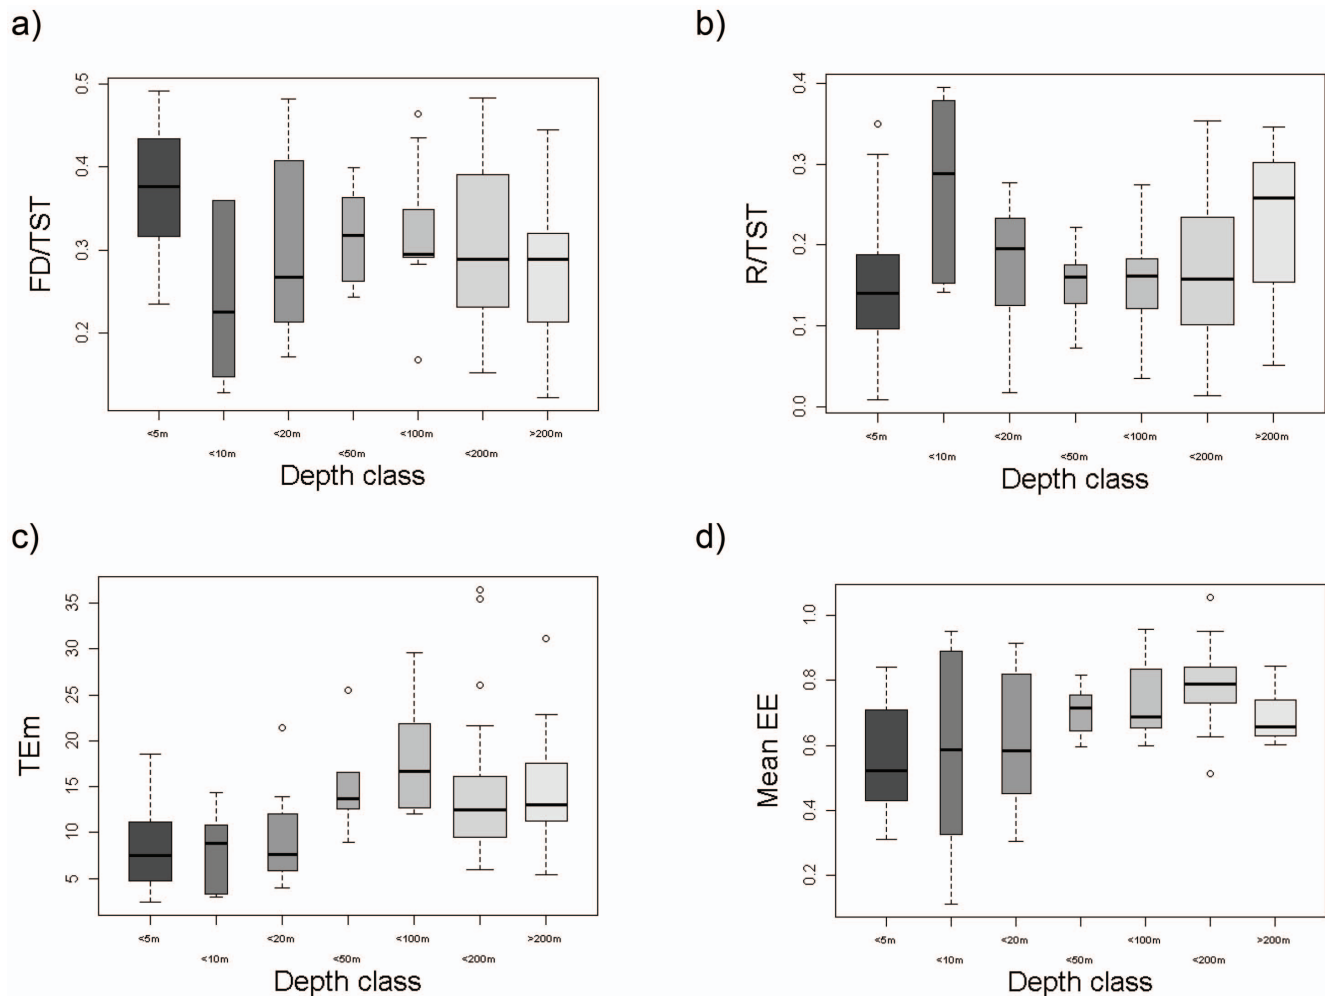 a)
FD/TST
0.5
0.4
0.3
0.2
<5m
<10m
<20m
<50m
<100m
<200m
>200m
Depth class
b)
R/TST
0.4
0.3
0.2
0.1
0.0
<5m
<10m
<20m
<50m
<100m
<200m
>200m
Depth class
c)
TEm
35
30
25
20
15
10
5
<5m
<10m
<20m
<50m
<100m
<200m
>200m
Depth class
d)
Mean EE
1.0
0.8
0.6
0.4
0.2
<5m
<10m
<20m
<50m
<100m
<200m
>200m
Depth class